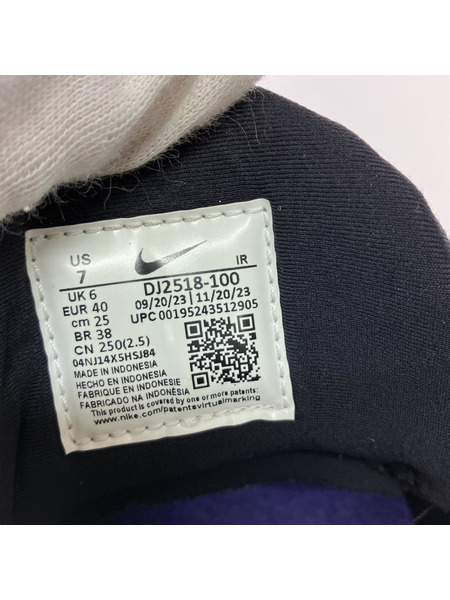 US
7
IR
UK 6
DJ2518-100
EUR 40
09/20/23 | 11/20/23
cm 25
UPC 00195243512905
BR 38
CN 250(2.5)
04NJ14X5HSJ84
MADE IN INDONESIA
HECHO EN INDONESIA
FABRIQUE EN INDONESIE
FABRICADO NA INDONÉSIA
This product is covered by one or more patents:
www.nike.com/patentsvirtualmarking